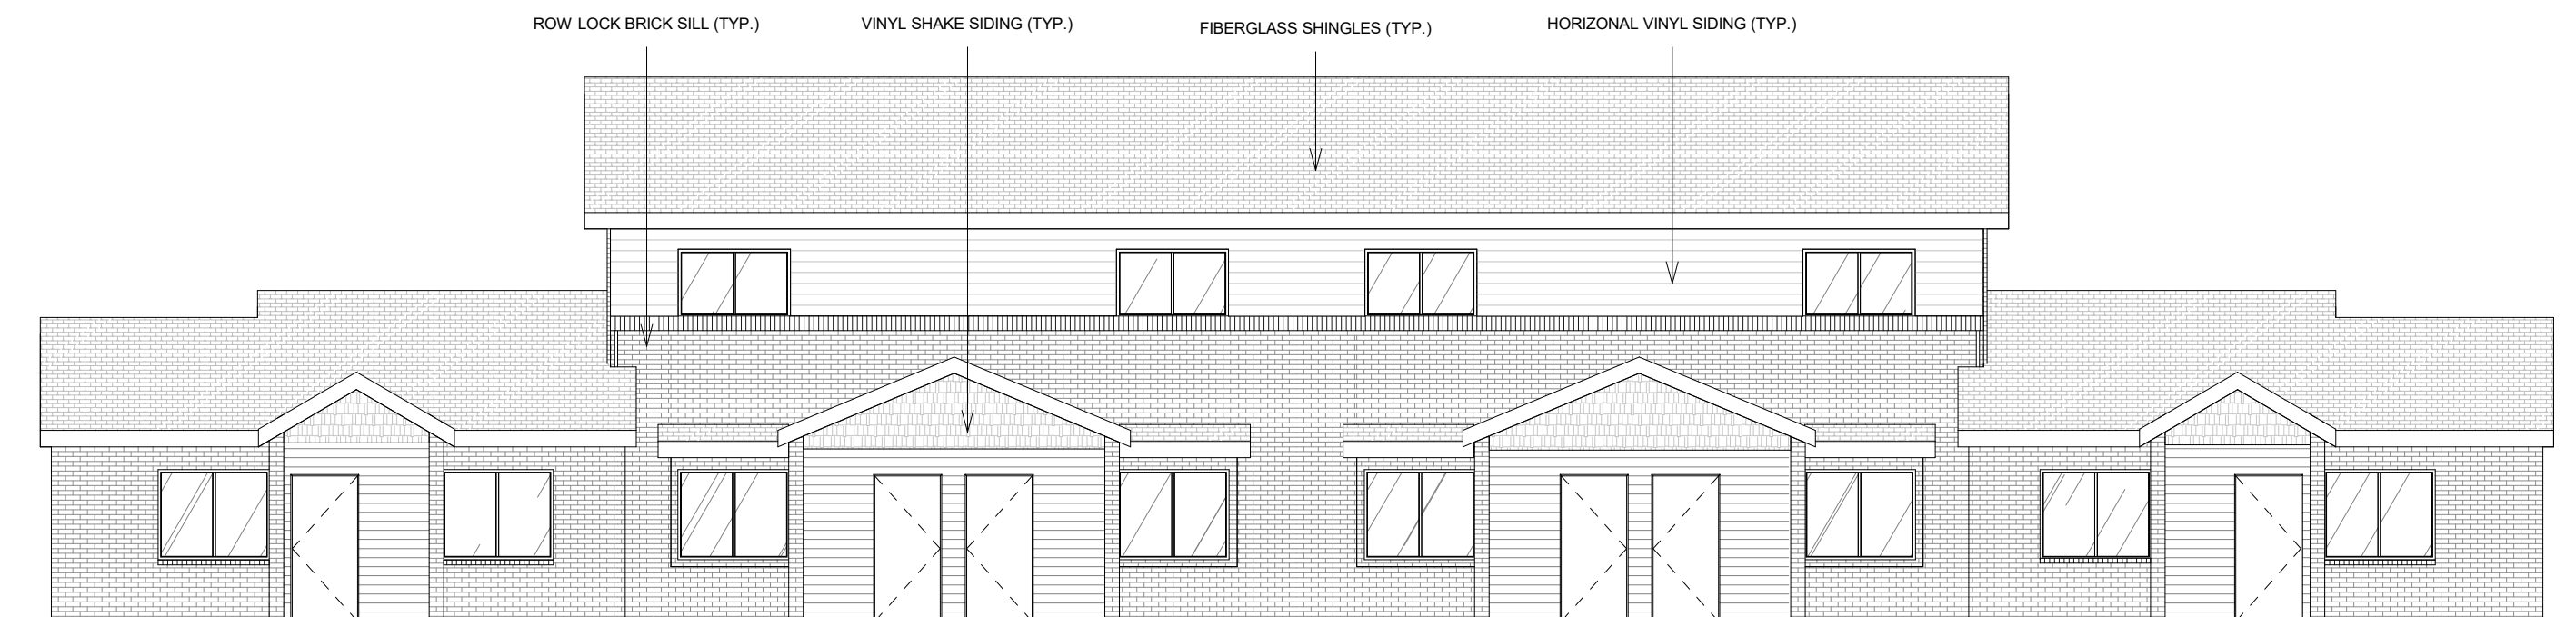 ROW LOCK BRICK SILL (TYP.)
VINYL SHAKE SIDING (TYP.)
FIBERGLASS SHINGLES (TYP.)
HORIZONAL VINYL SIDING (TYP.)